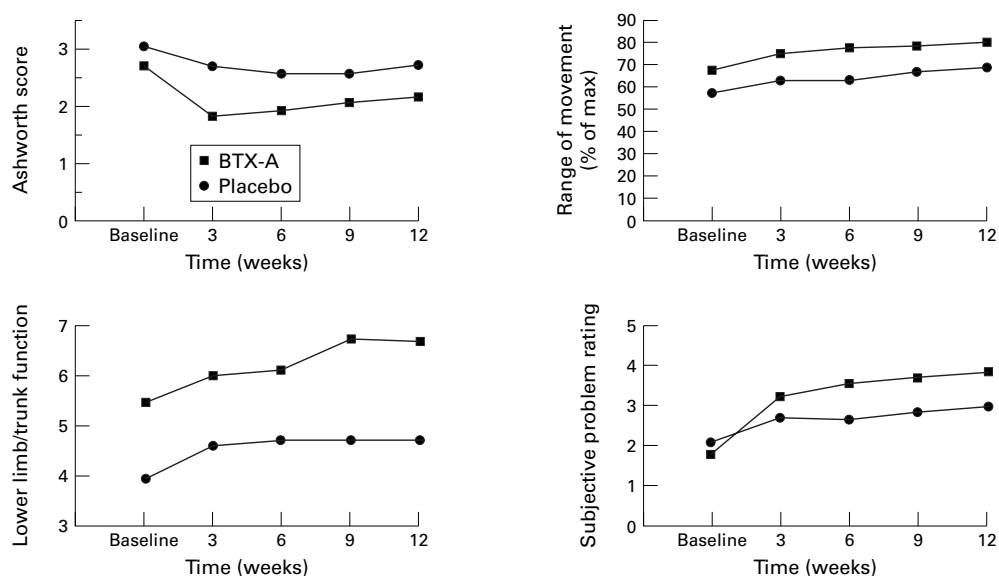 Ashworth score
3
2
1
0
BTX-A
Placebo
Baseline 3 6 9 12
Time (weeks)
Range of movement
(% of max)
90
80
70
60
50
40
30
20
10
0
Baseline 3 6 9 12
Time (weeks)
Lower limb/trunk function
7
6
5
4
3
Baseline 3 6 9 12
Time (weeks)
Subjective problem rating
5
4
3
2
1
0
Baseline 3 6 9 12
Time (weeks)